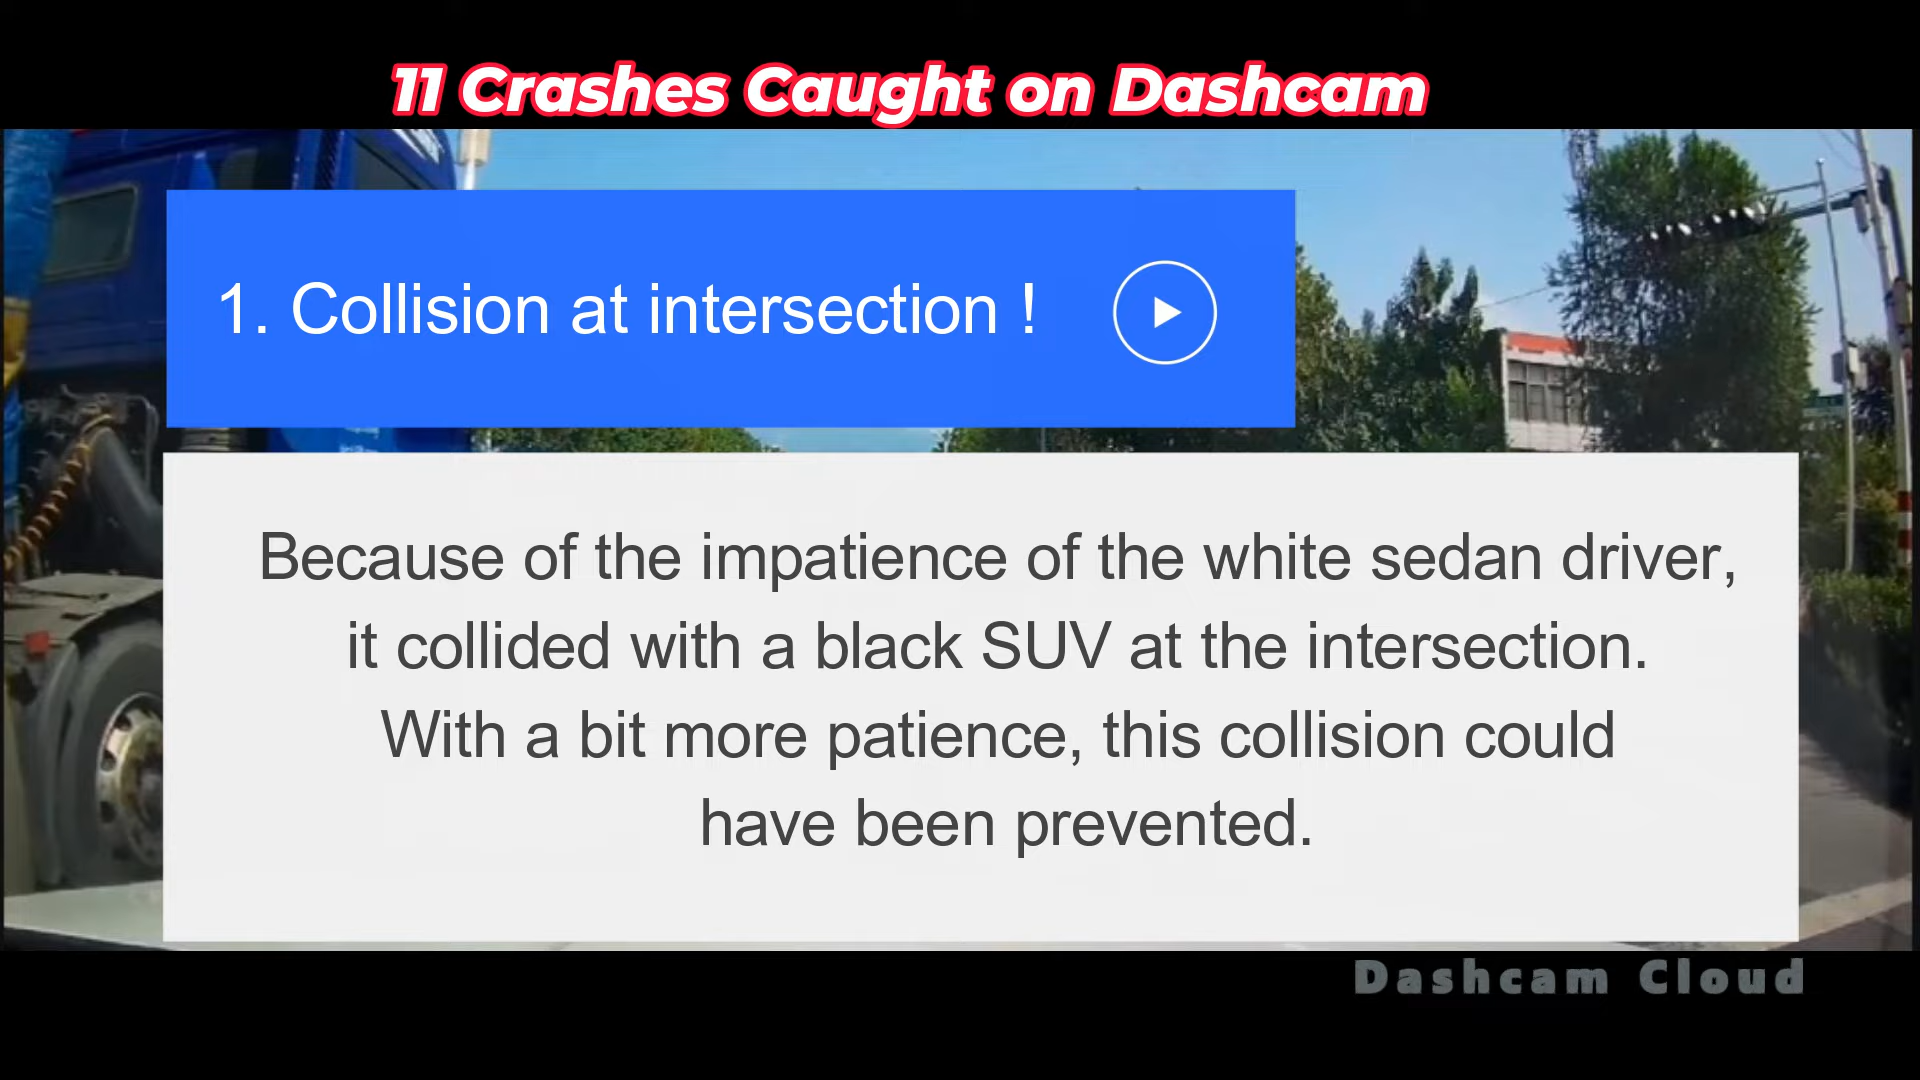 11 Crashes Caught on Dashcam
1. Collision at intersection !
Because of the impatience of the white sedan driver,
it collided with a black SUV at the intersection.
With a bit more patience, this collision could
have been prevented.
Dashcam Cloud